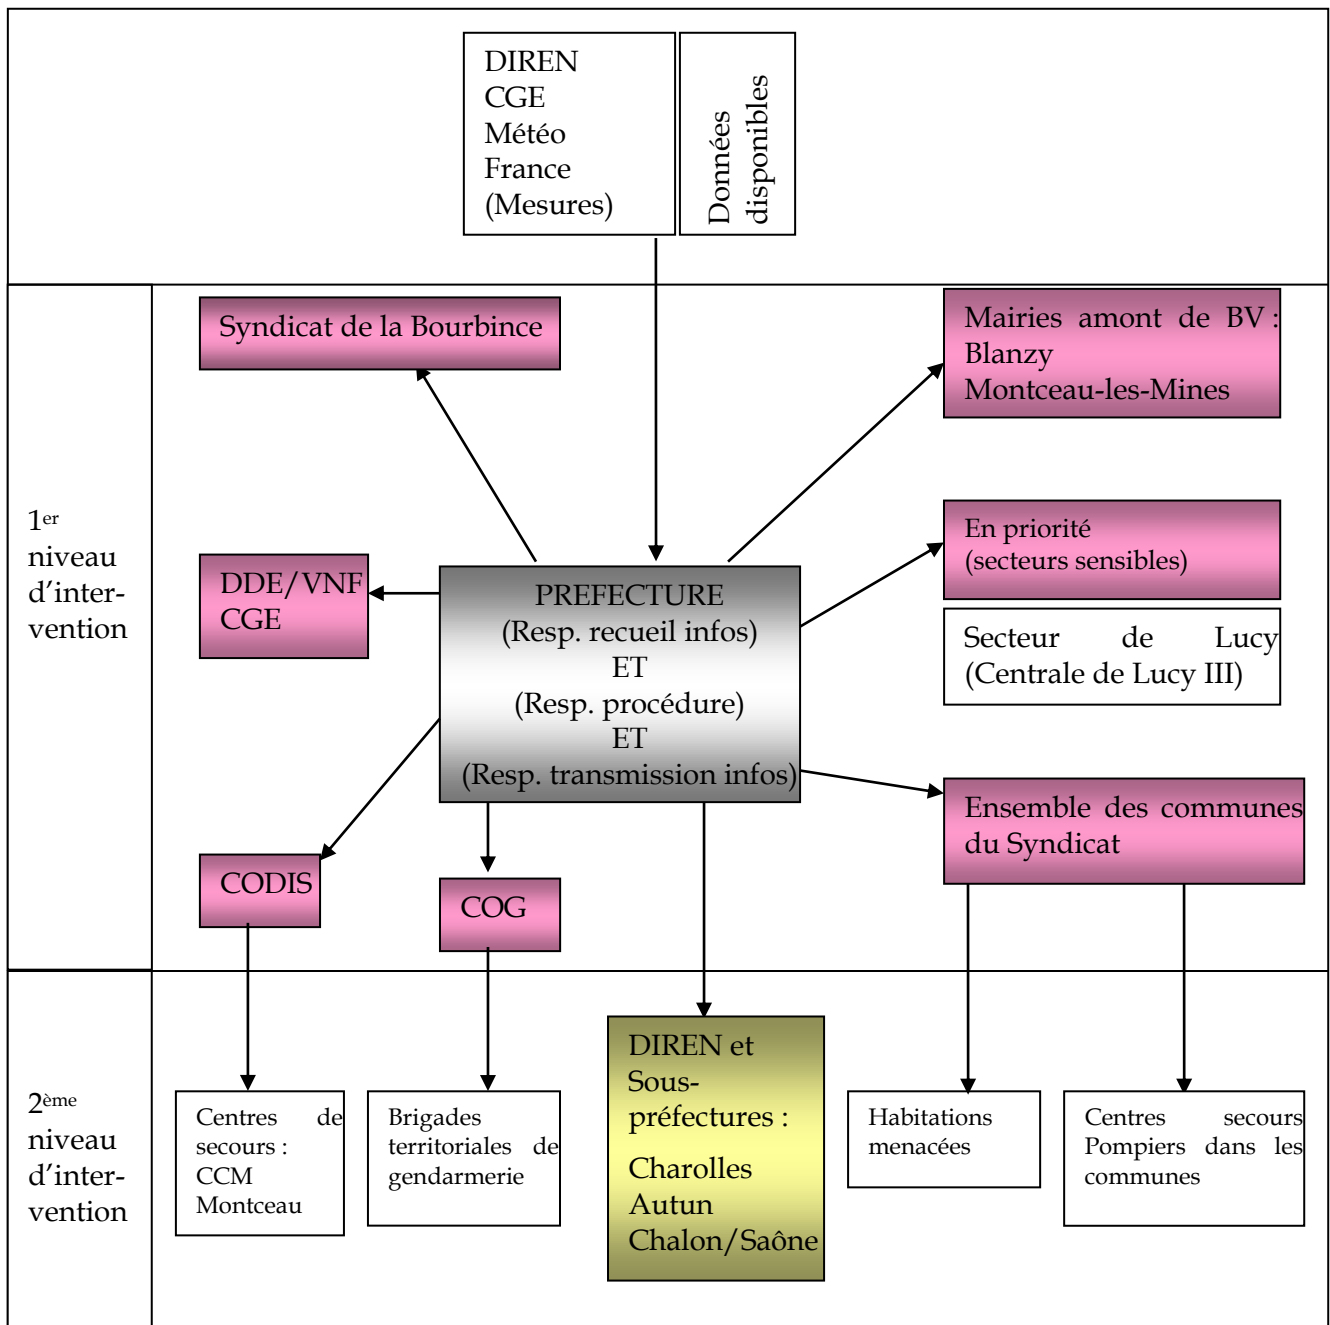 DIREN
CGE
Météo
France
(Mesures)
Données
disponibles
Syndicat de la Bourbince
Mairies amont de BV :
Blanzy
Montceau-les-Mines
1er
niveau
d'inter-
vention
En priorité
(secteurs sensibles)
DDE/VNF
CGE
PREFECTURE
(Resp. recueil infos)
ET
(Resp. procédure)
ET
(Resp. transmission infos)
Secteur de Lucy
(Centrale de Lucy III)
Ensemble des communes
du Syndicat
CODIS
COG
2ème
niveau
d'inter-
vention
Centres de
secours :
CCM
Montceau
Brigades
territoriales de
gendarmerie
DIREN et
Sous-
préfectures :
Charolles
Autun
Chalon/Saône
Habitations
menacées
Centres secours
Pompiers dans les
communes